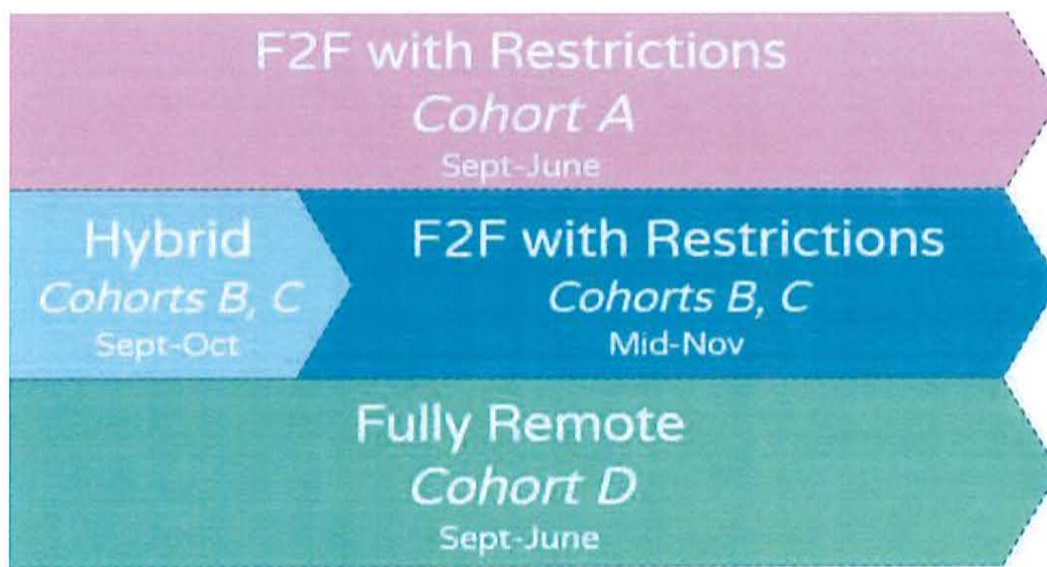 F2F with Restrictions
Cohort A
Sept-June
Hybrid
Cohorts B, C
Sept-Oct
F2F with Restrictions
Cohorts B, C
Mid-Nov
Fully Remote
Cohort D
Sept-June